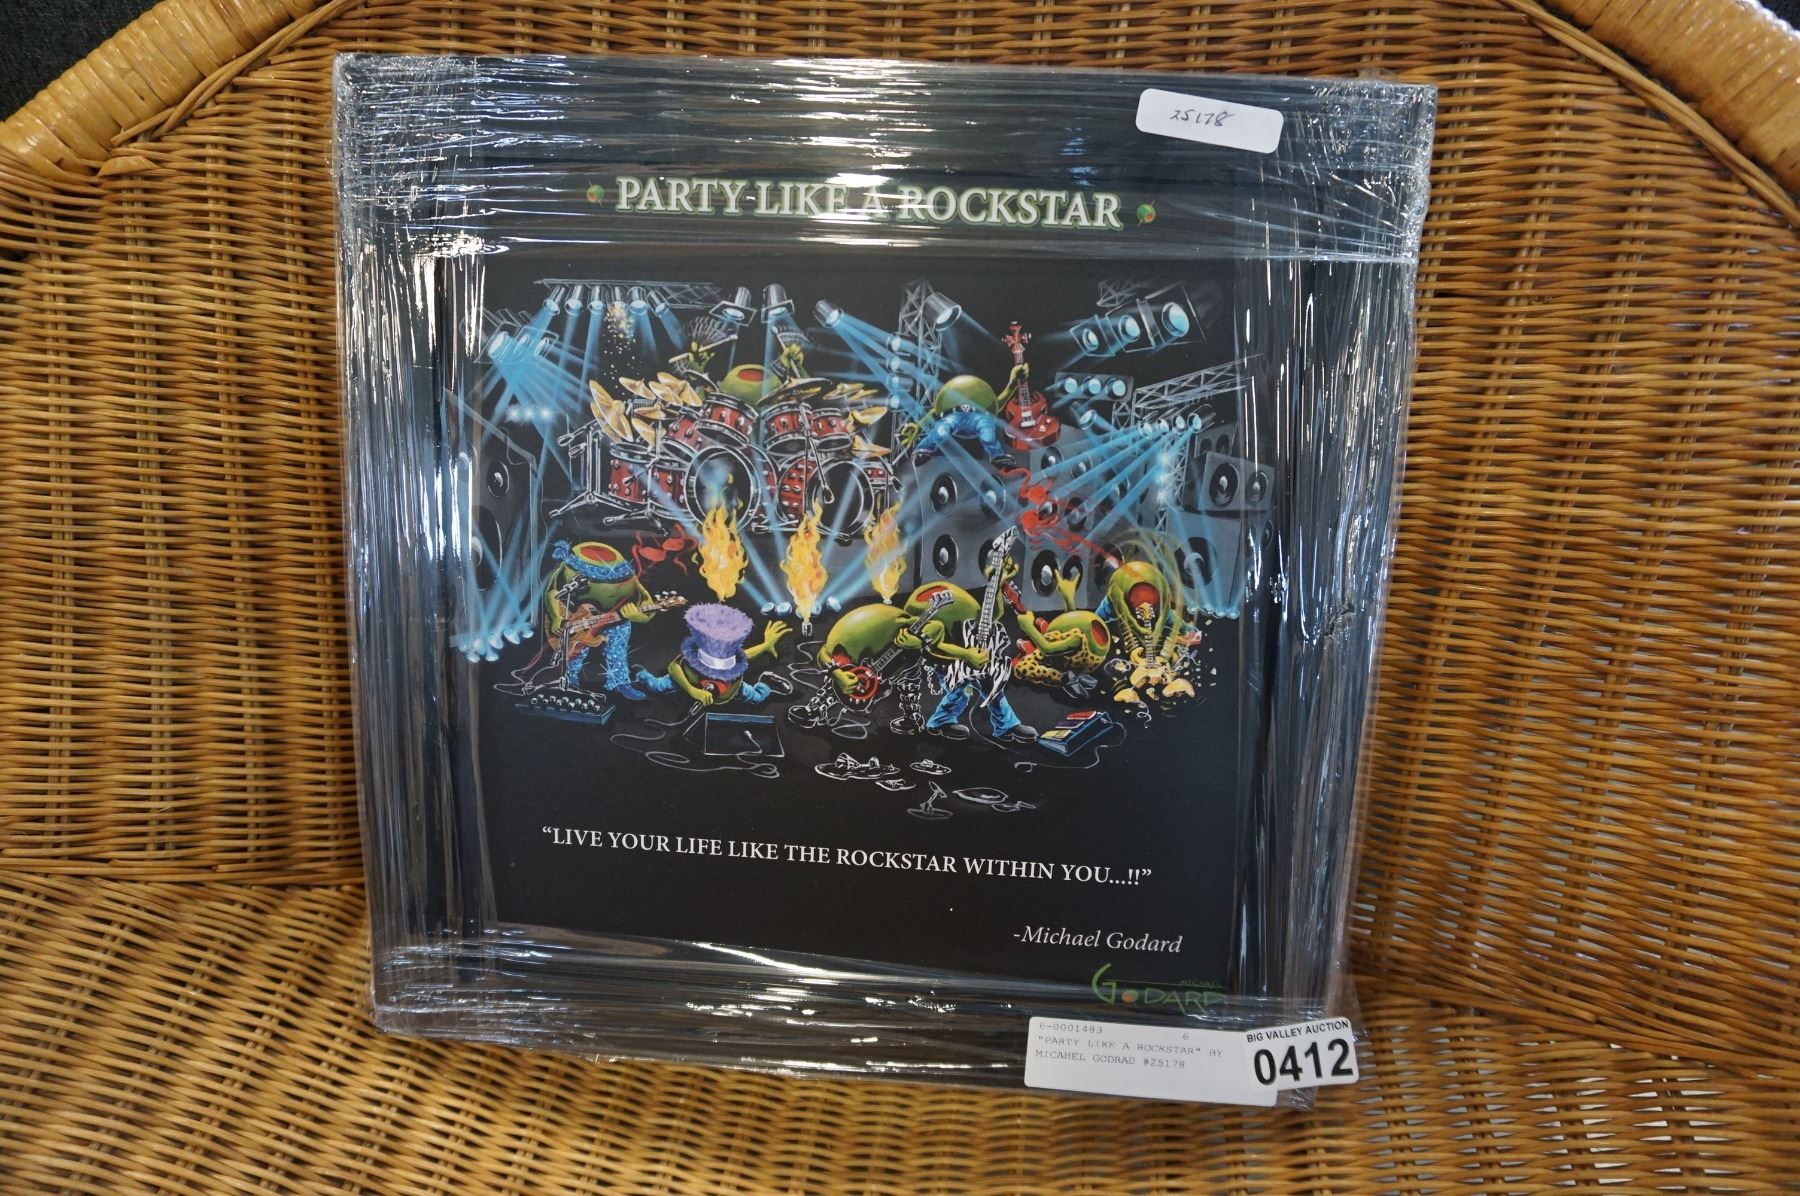 25178
PARTY LIKE A ROCKSTAR
“LIVE YOUR LIFE LIKE THE ROCKSTAR WITHIN YOU...!!”
-Michael Godard
MICHAEL
GODARD
6-0001483 6
"PARTY LIKE A ROCKSTAR" BY
MICAHEL GODRAD #25178
BIG VALLEY AUCTION
0412